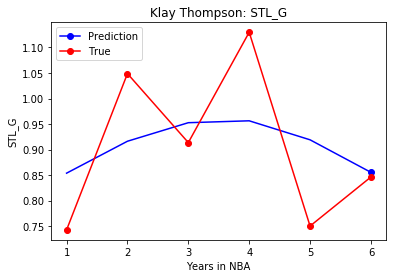 Klay Thompson: STL_G
Prediction
True
1.10
1.05
1.00
0.95
0.90
0.85
0.80
0.75
STL_G
1 2 3 4 5 6
Years in NBA